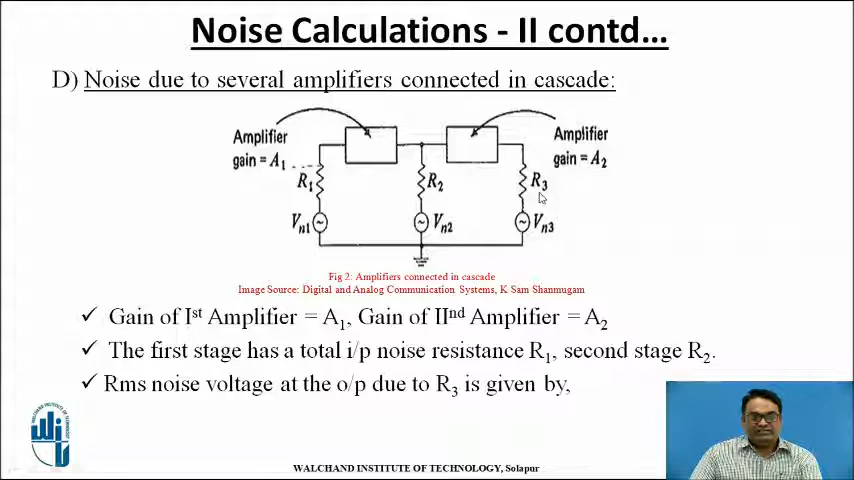 Noise Calculations - II contd...
D) Noise due to several amplifiers connected in cascade:
Amplifier
gain = A1
Amplifier
gain = A2
R1
R2
R3
Vn1
Vn2
Vn3
Fig 2: Amplifiers connected in cascade
Image Source: Digital and Analog Communication Systems, K Sam Shanmugam
✓ Gain of Ist Amplifier = A1, Gain of IInd Amplifier = A2
✓ The first stage has a total i/p noise resistance R1, second stage R2.
✓ Rms noise voltage at the o/p due to R3 is given by,
WALCHAND INSTITUTE OF TECHNOLOGY
WALCHAND INSTITUTE OF TECHNOLOGY, Solapur